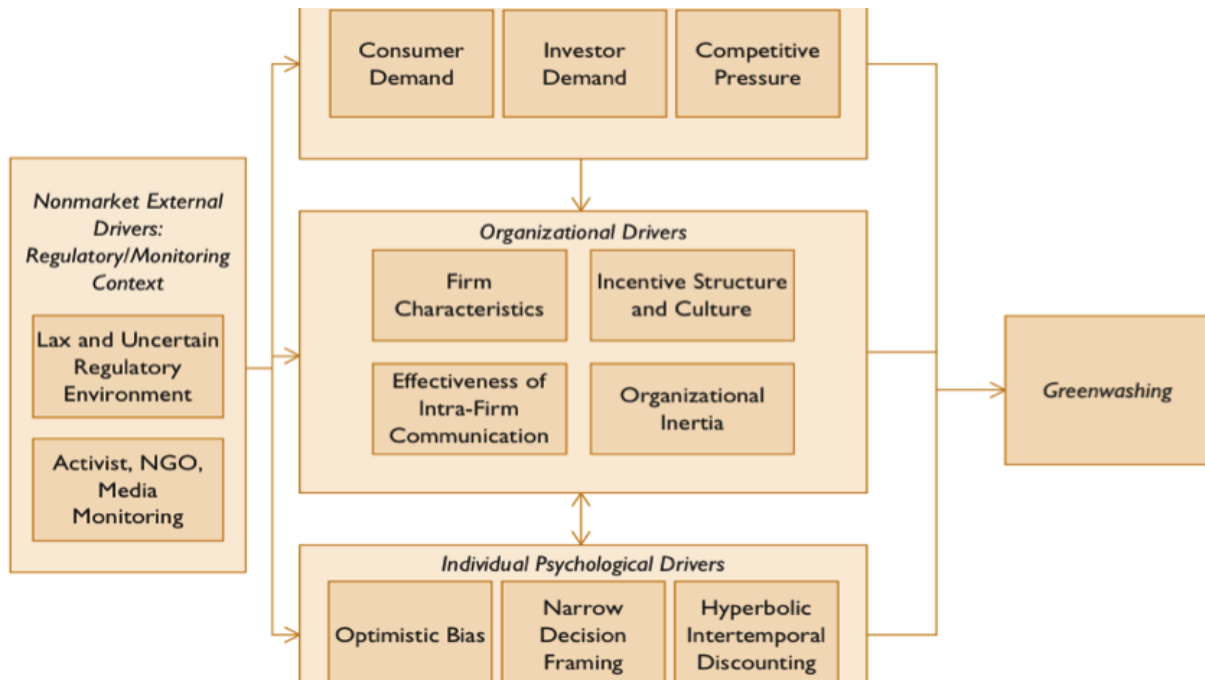 Consumer
Demand
Investor
Demand
Competitive
Pressure
Nonmarket External
Drivers:
Regulatory/Monitoring
Context
Lax and Uncertain
Regulatory
Environment
Activist, NGO,
Media
Monitoring
Organizational Drivers
Firm
Characteristics
Incentive Structure
and Culture
Effectiveness of
Intra-Firm
Communication
Organizational
Inertia
Individual Psychological Drivers
Optimistic Bias
Narrow
Decision
Framing
Hyperbolic
Intertemporal
Discounting
Greenwashing